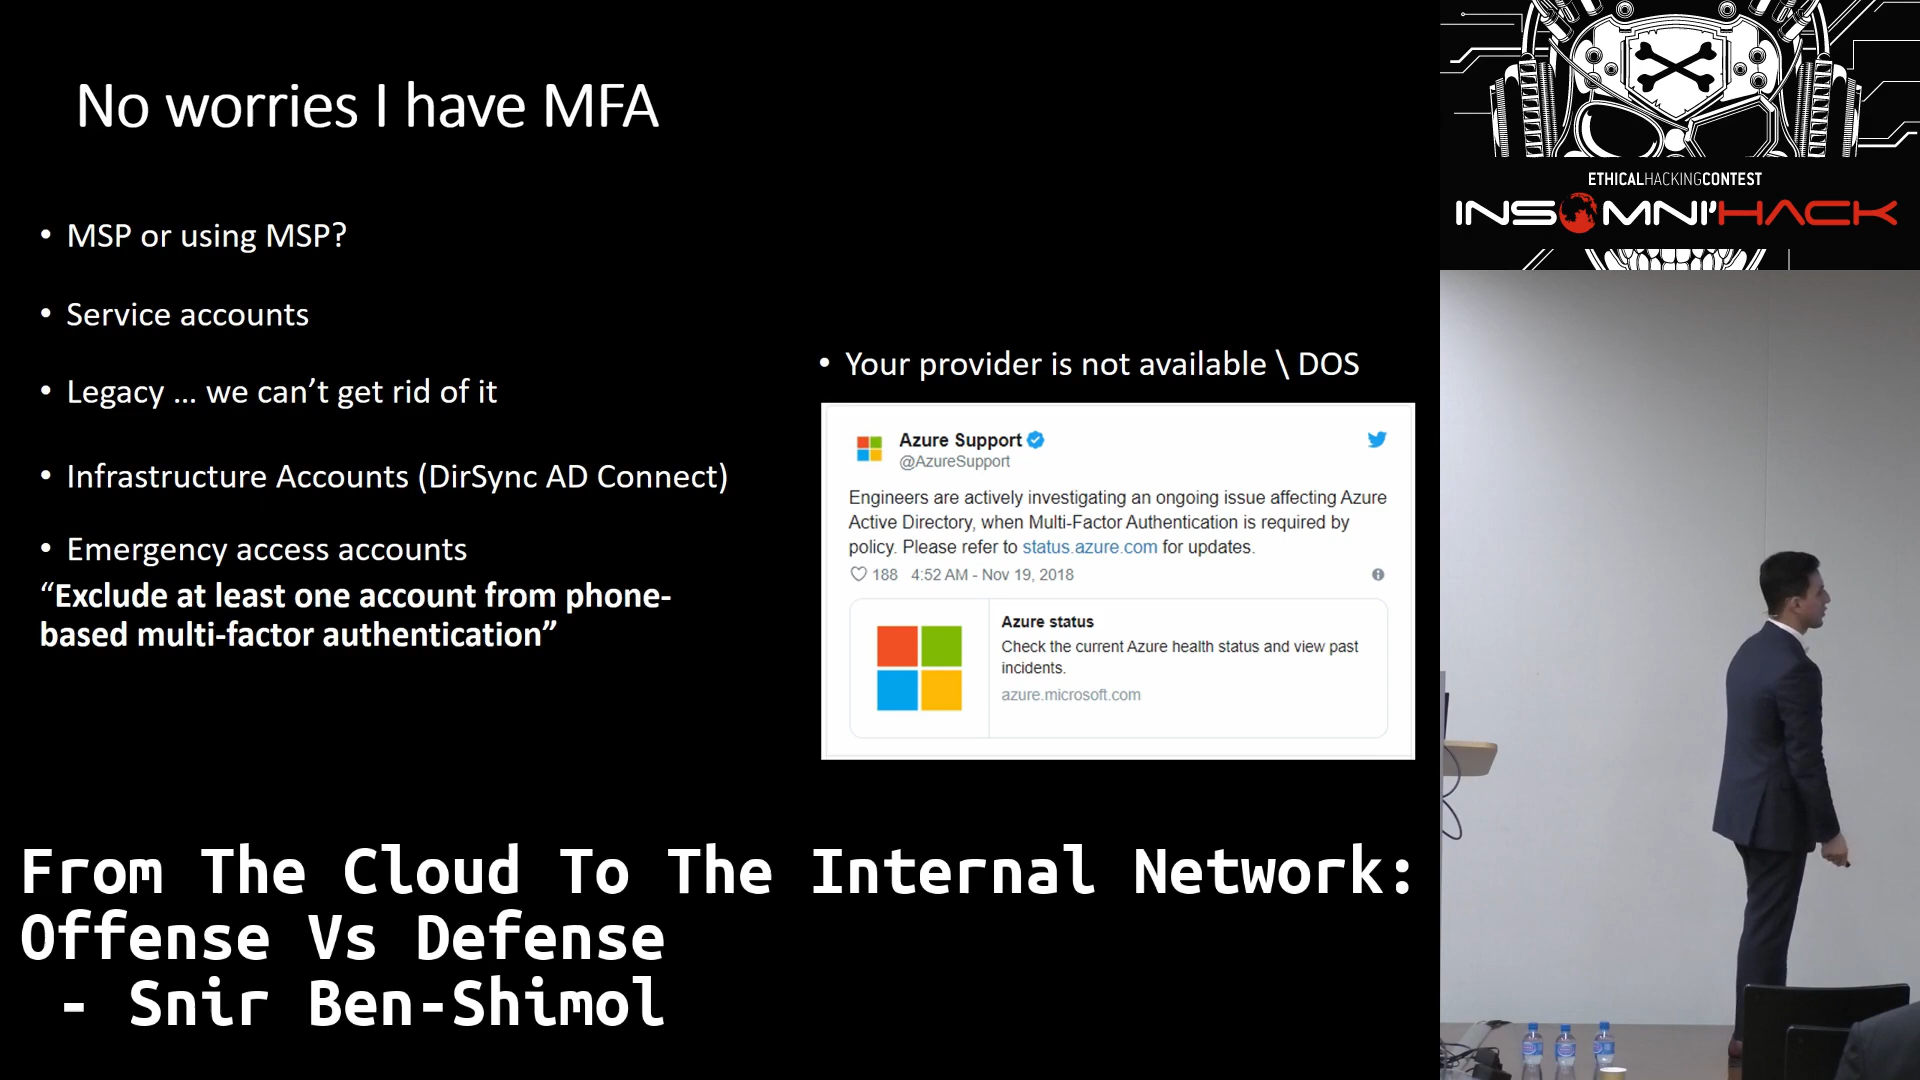 No worries I have MFA
• MSP or using MSP?
• Service accounts
• Legacy ... we can't get rid of it
• Infrastructure Accounts (DirSync AD Connect)
• Emergency access accounts
“Exclude at least one account from phone-
based multi-factor authentication”
• Your provider is not available \ DOS
Azure Support
@AzureSupport
Engineers are actively investigating an ongoing issue affecting Azure
Active Directory, when Multi-Factor Authentication is required by
policy. Please refer to status.azure.com for updates.
188 4:52 AM - Nov 19, 2018
Azure status
Check the current Azure health status and view past
incidents.
azure.microsoft.com
ETHICALHACKINGCONTEST
INSOMNI'HACK
From The Cloud To The Internal Network:
Offense Vs Defense
- Snir Ben-Shimol